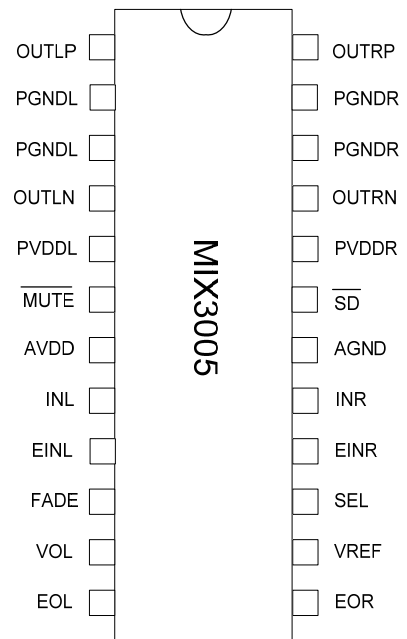 OUTLP OUTRP
PGNDL PGNDR
PGNDL PGNDR
OUTLN OUTRN
PVDDL PVDDR
MUTE SD
AVDD AGND
INL INR
EINL EINR
FADE SEL
VOL VREF
EOL EOR
MIX3005